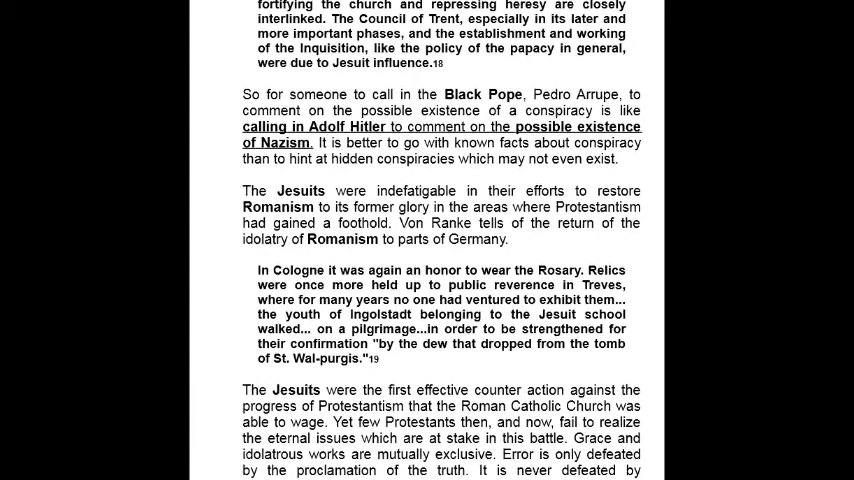 fortifying the church and repressing heresy are closely
interlinked. The Council of Trent, especially in its later and
more important phases, and the establishment and working
of the Inquisition, like the policy of the papacy in general,
were due to Jesuit influence.18
So for someone to call in the Black Pope, Pedro Arrupe, to
comment on the possible existence of a conspiracy is like
calling in Adolf Hitler to comment on the possible existence
of Nazism. It is better to go with known facts about conspiracy
than to hint at hidden conspiracies which may not even exist.
The Jesuits were indefatigable in their efforts to restore
Romanism to its former glory in the areas where Protestantism
had gained a foothold. Von Ranke tells of the return of the
idolatry of Romanism to parts of Germany.
In Cologne it was again an honor to wear the Rosary. Relics
were once more held up to public reverence in Treves,
where for many years no one had ventured to exhibit them...
the youth of Ingolstadt belonging to the Jesuit school
walked... on a pilgrimage...in order to be strengthened for
their confirmation "by the dew that dropped from the tomb
of St. Wal-purgis."19
The Jesuits were the first effective counter action against the
progress of Protestantism that the Roman Catholic Church was
able to wage. Yet few Protestants then, and now, fail to realize
the eternal issues which are at stake in this battle. Grace and
idolatrous works are mutually exclusive. Error is only defeated
by the proclamation of the truth. It is never defeated by